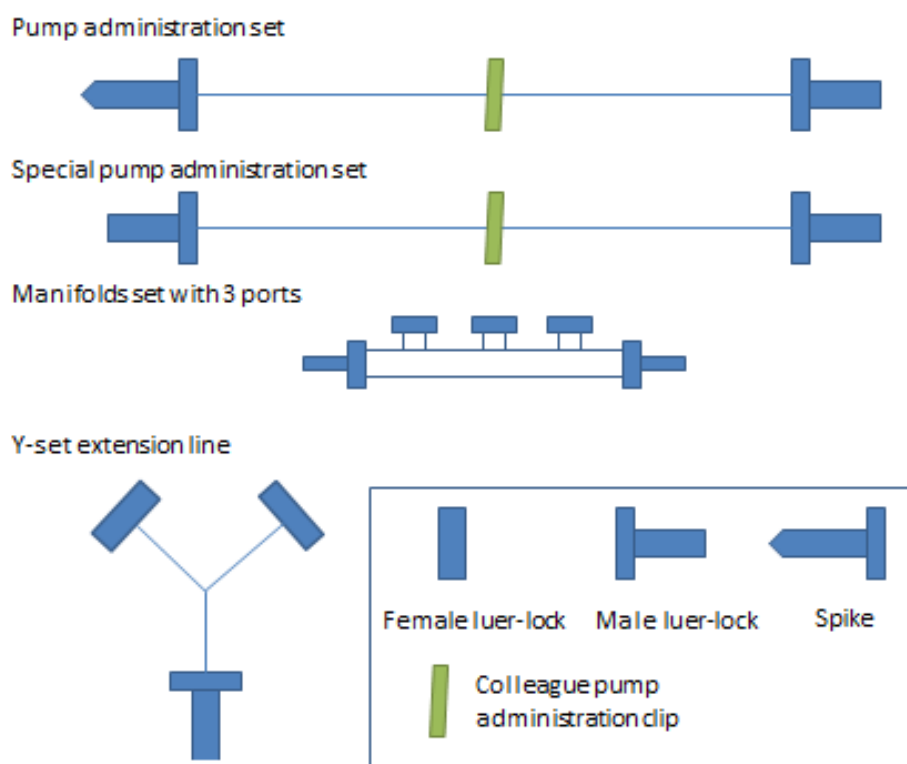 Pump administration set
Special pump administration set
Manifolds set with 3 ports
Y-set extension line
Female luer-lock
Male luer-lock
Spike
Colleague pump
administration clip